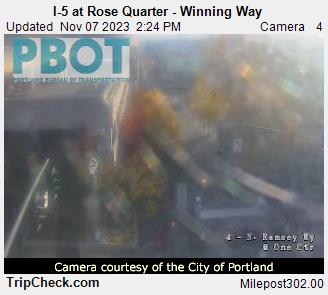 I-5 at Rose Quarter - Winning Way
Updated Nov 07 2023 2:24 PM Camera 4
PBOT
PORTLAND BUREAU OF TRANSPORTATION
4 - N. Ramsey Wy
@ One Ctr
Camera courtesy of the City of Portland
TripCheck.com Milepost302.00